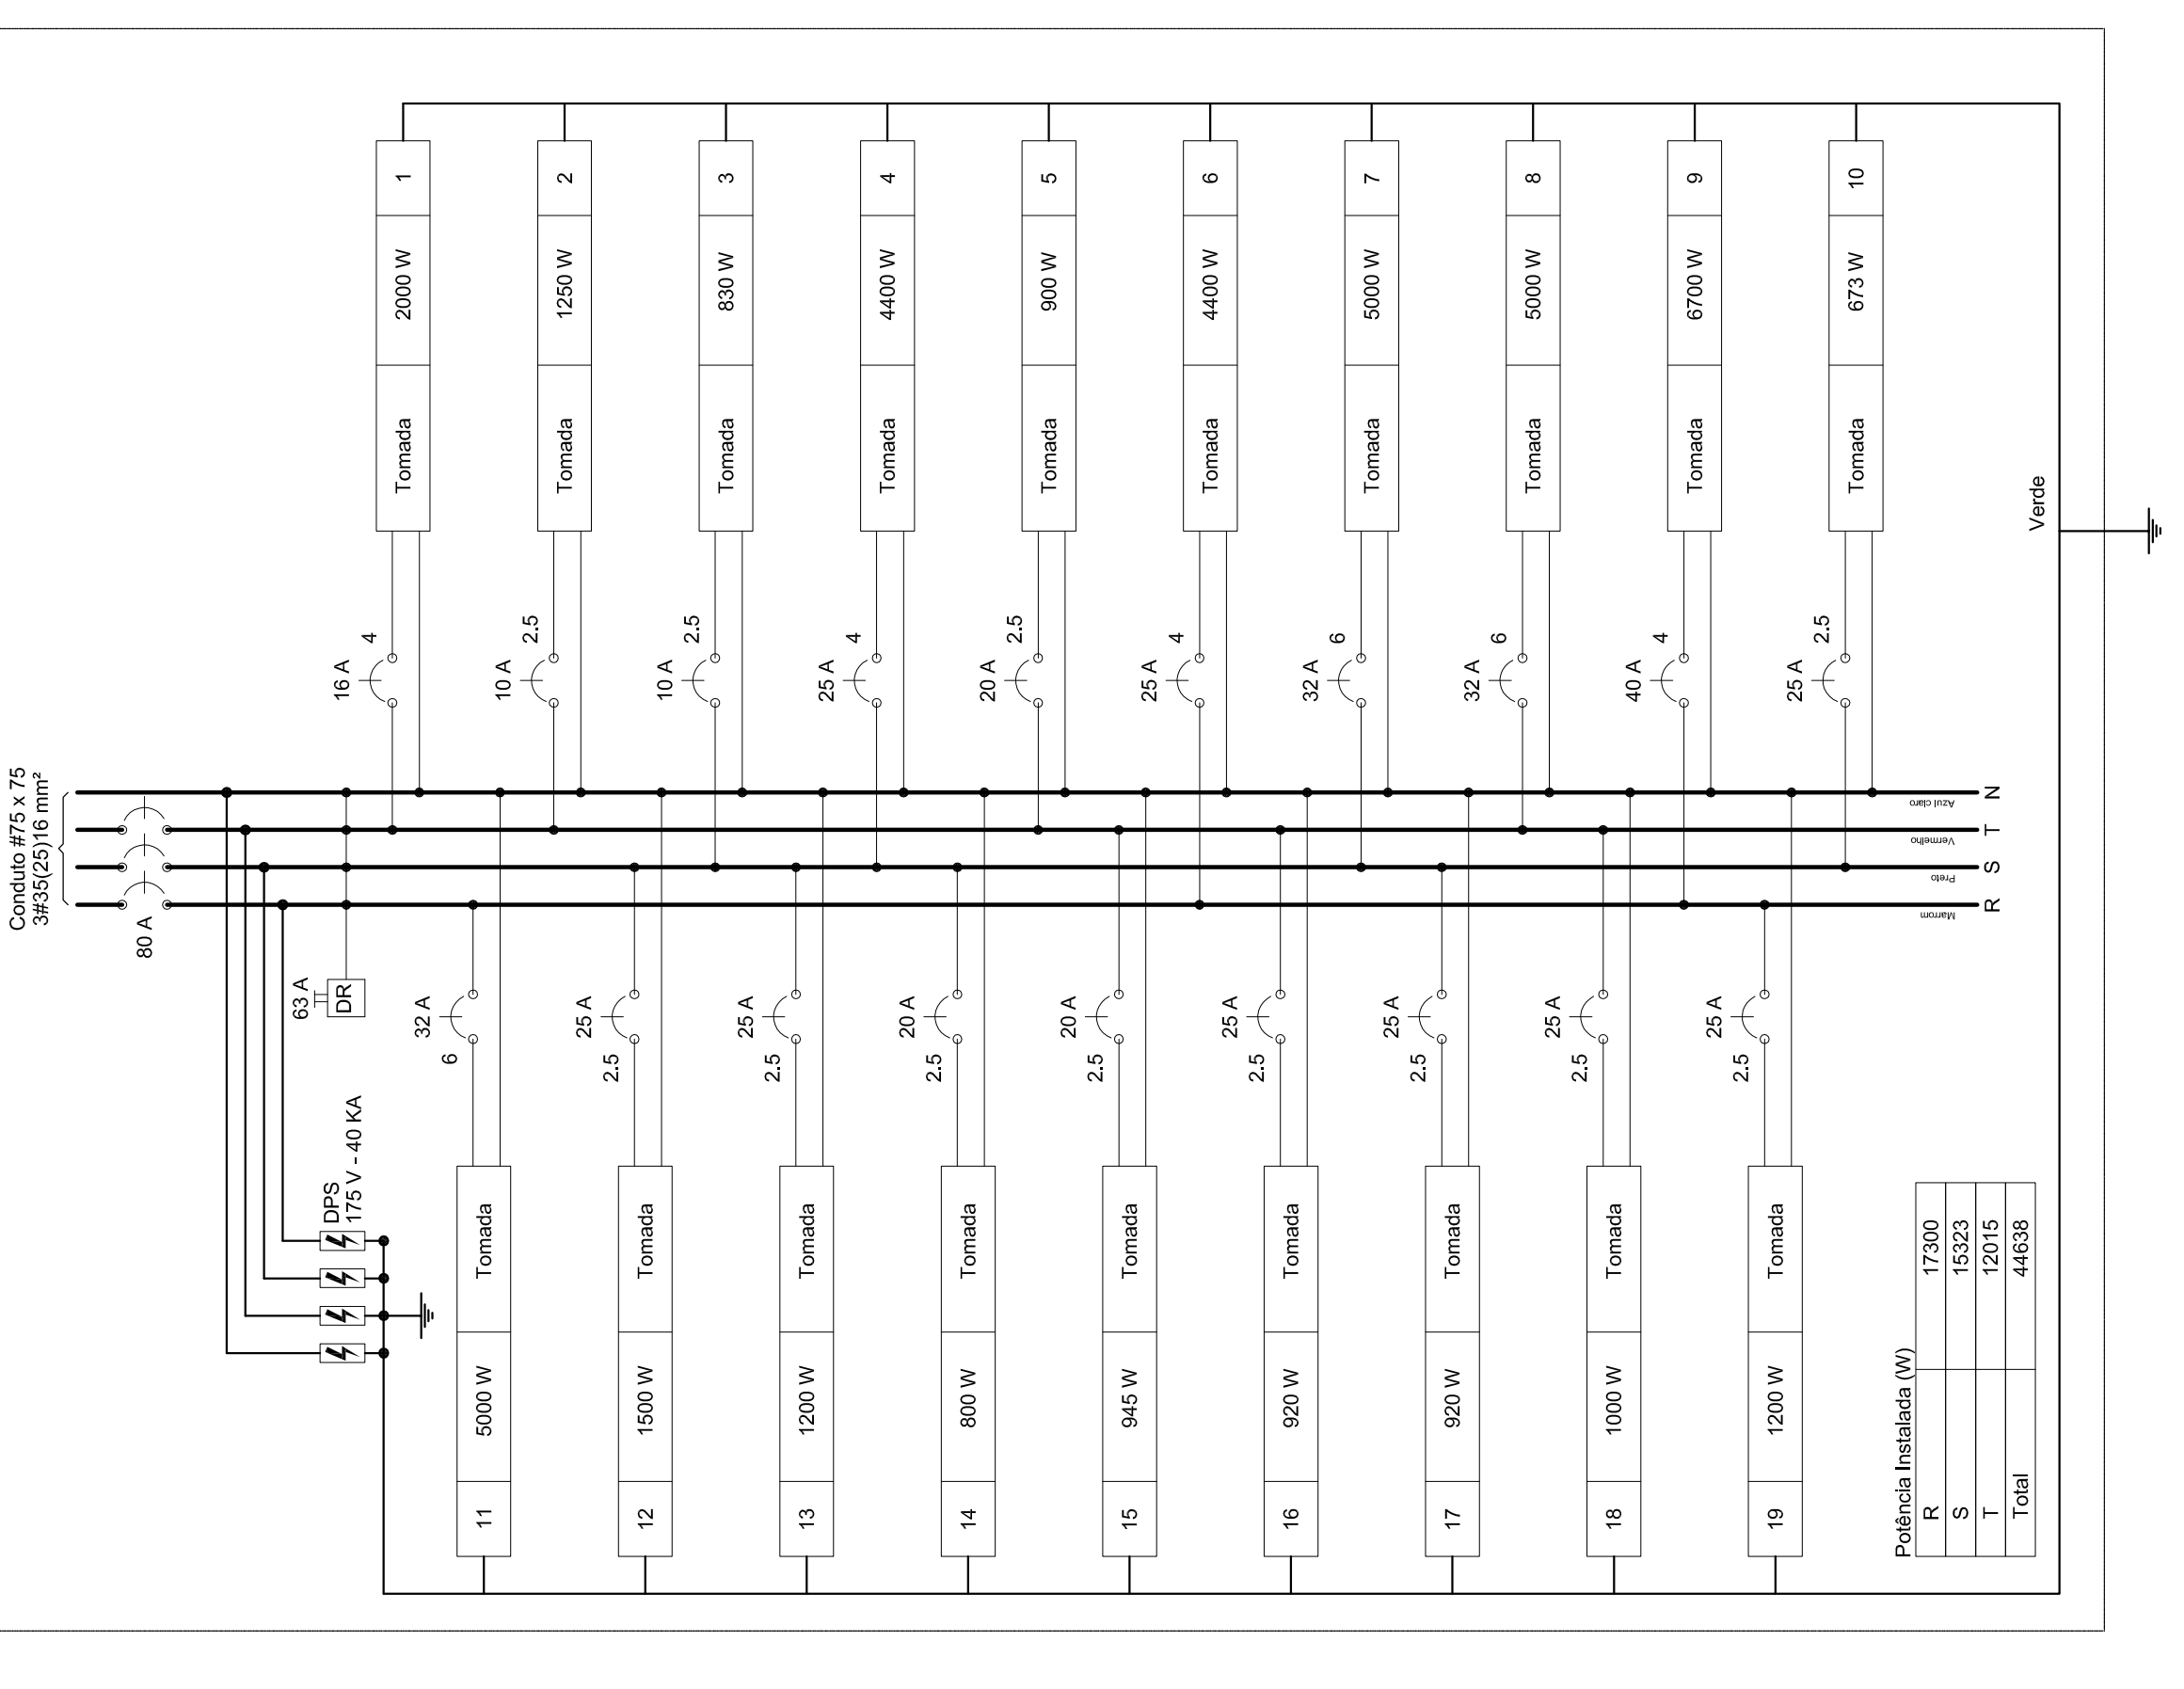 Conduto #75 x 75
3#35(25)16 mm²
80 A
63 A
DR
DPS
175 V - 40 KA
1
2000 W
Tomada
4
16 A
2
1250 W
Tomada
2.5
10 A
3
830 W
Tomada
2.5
10 A
4
4400 W
Tomada
4
25 A
5
900 W
Tomada
2.5
20 A
6
4400 W
Tomada
4
25 A
7
5000 W
Tomada
6
32 A
8
5000 W
Tomada
6
32 A
9
6700 W
Tomada
4
40 A
10
673 W
Tomada
2.5
25 A
Verde
N
Azul claro
T
Vermelho
S
Preto
R
Marrom
32 A
6
Tomada
5000 W
11
25 A
2.5
Tomada
1500 W
12
25 A
2.5
Tomada
1200 W
13
20 A
2.5
Tomada
800 W
14
20 A
2.5
Tomada
945 W
15
25 A
2.5
Tomada
920 W
16
25 A
2.5
Tomada
920 W
17
25 A
2.5
Tomada
1000 W
18
25 A
2.5
Tomada
1200 W
19
Potência Instalada (W)
R 17300
S 15323
T 12015
Total 44638